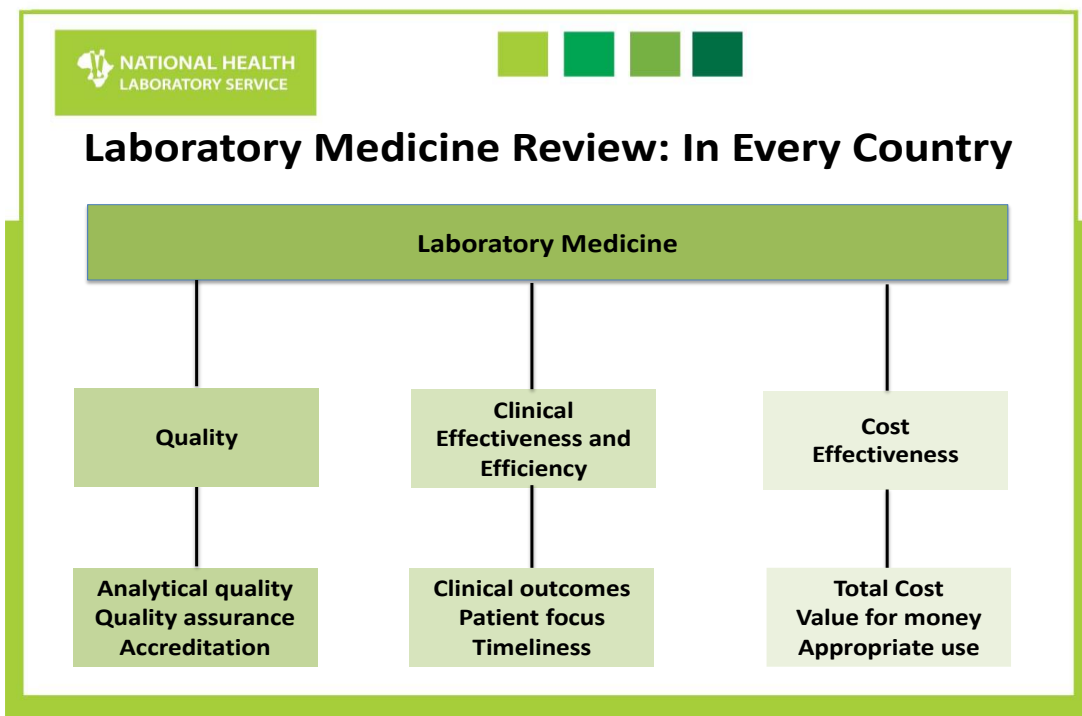 NATIONAL HEALTH
LABORATORY SERVICE
Laboratory Medicine Review: In Every Country
Laboratory Medicine
Quality
Clinical
Effectiveness and
Efficiency
Cost
Effectiveness
Analytical quality
Quality assurance
Accreditation
Clinical outcomes
Patient focus
Timeliness
Total Cost
Value for money
Appropriate use